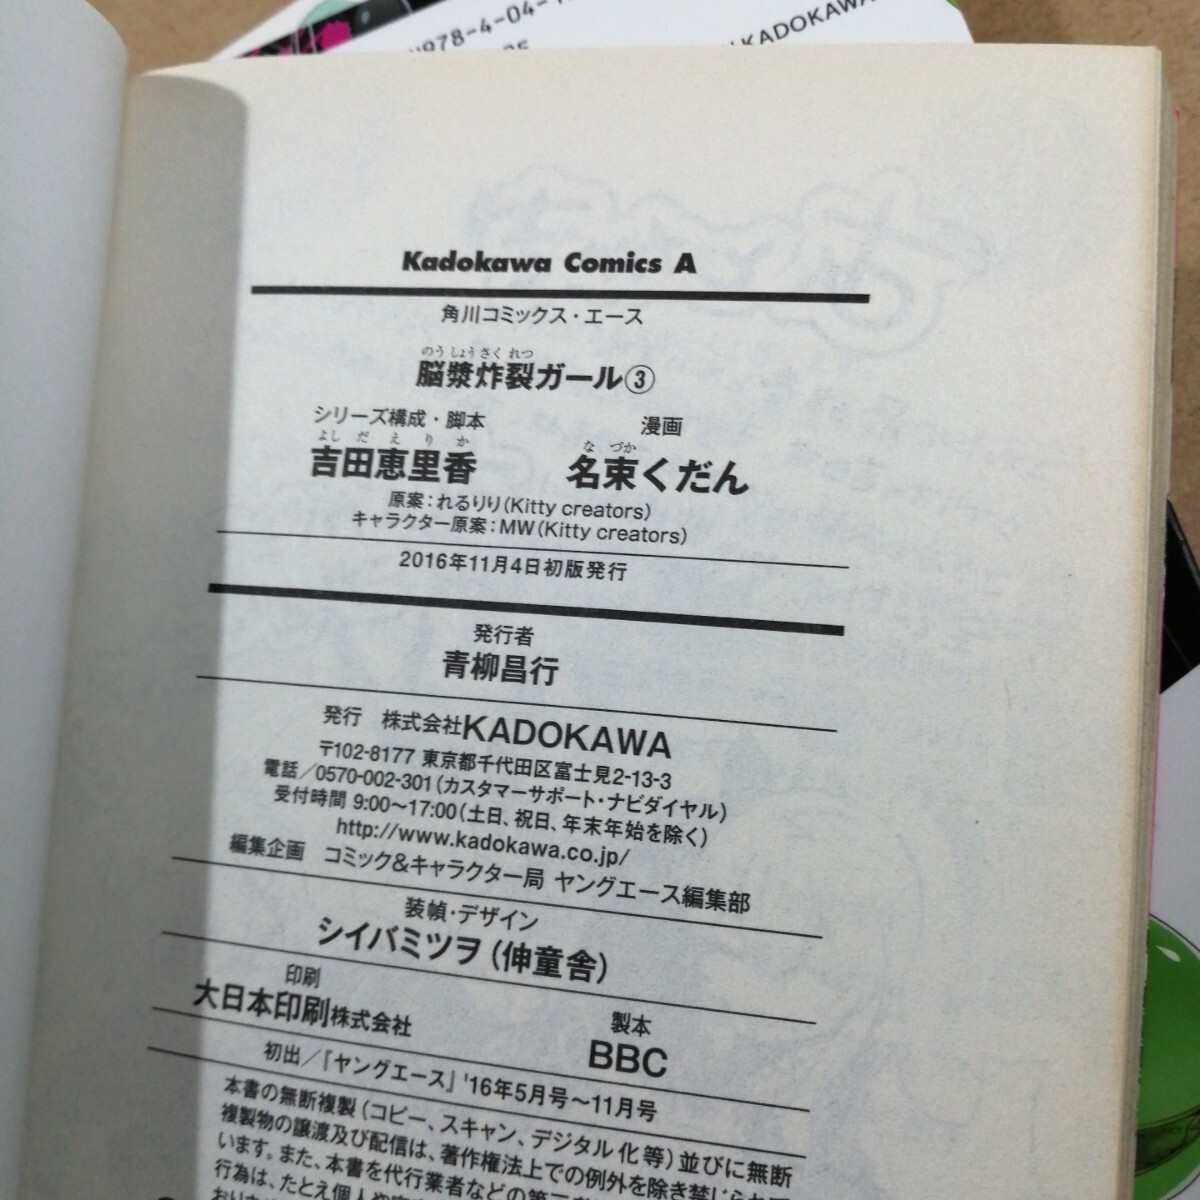 978-4-04-1
KADOKAWA
Kadokawa Comics A
角川コミックス・エース
のうしょうさくれつ
脳漿炸裂ガール③
シリーズ構成・脚本
よしだえりか
吉田恵里香
漫画
なづか
名束くだん
原案：れるりり(Kitty creators)
キャラクター原案：MW(Kitty creators)
2016年11月4日初版発行
発行者
青柳昌行
発行 株式会社KADOKAWA
〒102-8177 東京都千代田区富士見2-13-3
電話／0570-002-301(カスタマーサポート・ナビダイヤル)
受付時間 9:00〜17:00(土日、祝日、年末年始を除く)
http://www.kadokawa.co.jp/
編集企画 コミック&キャラクター局 ヤングエース編集部
装幀・デザイン
シイバミツヲ(伸童舎)
印刷
大日本印刷株式会社
製本
BBC
初出／『ヤングエース』'16年5月号〜11月号
本書の無断複製(コピー、スキャン、デジタル化等)並びに無断
複製物の譲渡及び配信は、著作権法上での例外を除き禁じられて
います。また、本書を代行業者などの第三
行為は、たとえ個人や